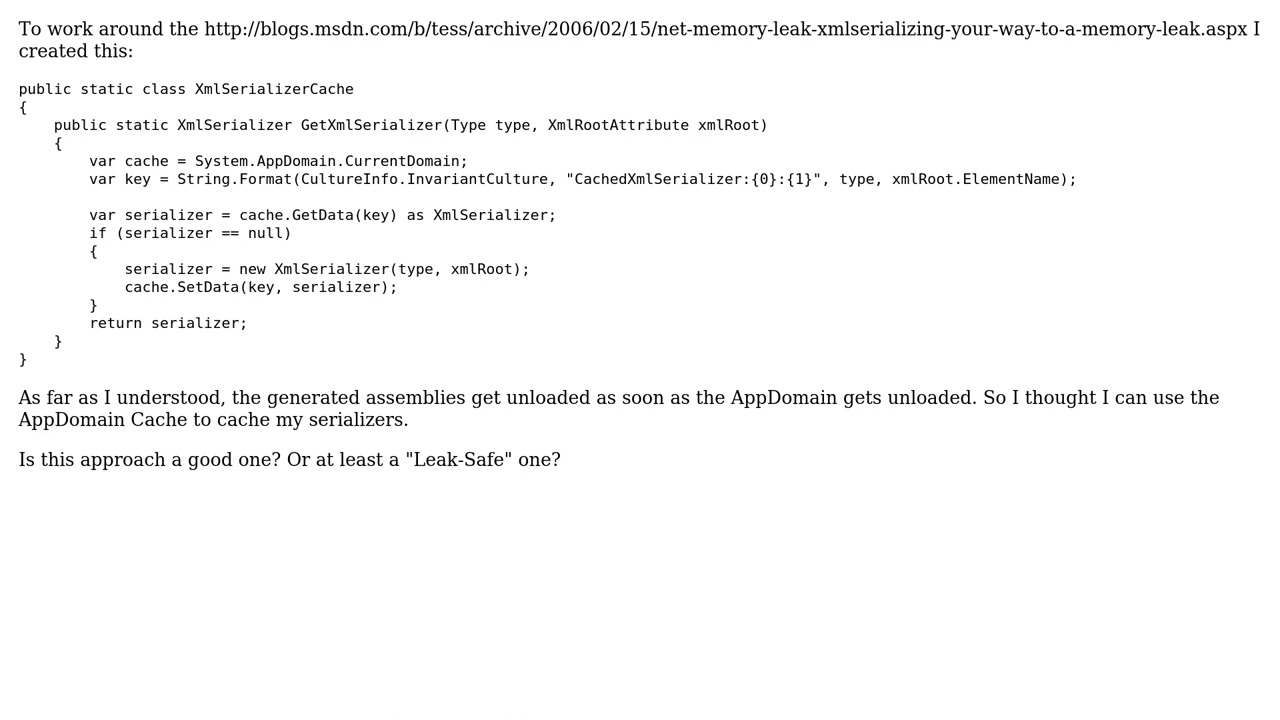 To work around the http://blogs.msdn.com/b/tess/archive/2006/02/15/net-memory-leak-xmlserializing-your-way-to-a-memory-leak.aspx I
created this:
public static class XmlSerializerCache
{
    public static XmlSerializer GetXmlSerializer(Type type, XmlRootAttribute xmlRoot)
    {
        var cache = System.AppDomain.CurrentDomain;
        var key = String.Format(CultureInfo.InvariantCulture, "CachedXmlSerializer:{0}:{1}", type, xmlRoot.ElementName);

        var serializer = cache.GetData(key) as XmlSerializer;
        if (serializer == null)
        {
            serializer = new XmlSerializer(type, xmlRoot);
            cache.SetData(key, serializer);
        }
        return serializer;
    }
}
As far as I understood, the generated assemblies get unloaded as soon as the AppDomain gets unloaded. So I thought I can use the
AppDomain Cache to cache my serializers.
Is this approach a good one? Or at least a "Leak-Safe" one?